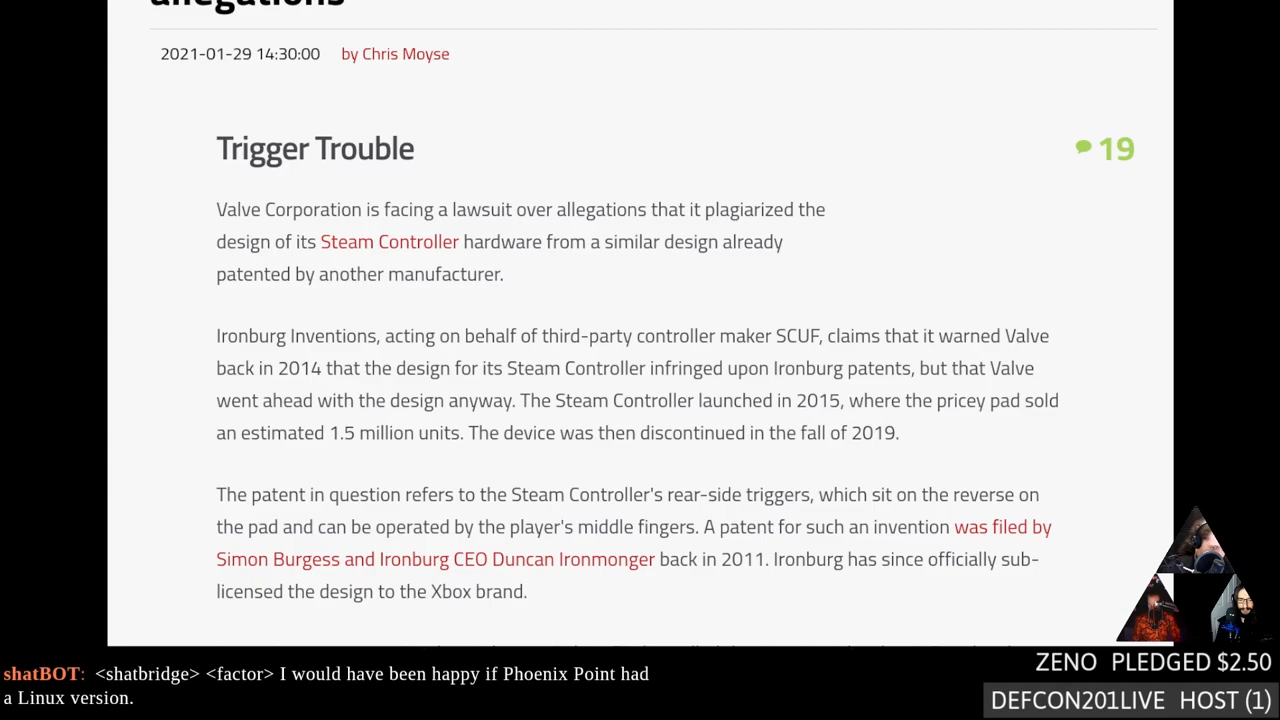 allegations
2021-01-29 14:30:00 by Chris Moyse
Trigger Trouble
19
Valve Corporation is facing a lawsuit over allegations that it plagiarized the
design of its Steam Controller hardware from a similar design already
patented by another manufacturer.
Ironburg Inventions, acting on behalf of third-party controller maker SCUF, claims that it warned Valve
back in 2014 that the design for its Steam Controller infringed upon Ironburg patents, but that Valve
went ahead with the design anyway. The Steam Controller launched in 2015, where the pricey pad sold
an estimated 1.5 million units. The device was then discontinued in the fall of 2019.
The patent in question refers to the Steam Controller's rear-side triggers, which sit on the reverse on
the pad and can be operated by the player's middle fingers. A patent for such an invention was filed by
Simon Burgess and Ironburg CEO Duncan Ironmonger back in 2011. Ironburg has since officially sub-
licensed the design to the Xbox brand.
shatBOT: <shatbridge> <factor> I would have been happy if Phoenix Point had
a Linux version.
ZENO PLEDGED $2.50
DEFCON201LIVE HOST (1)